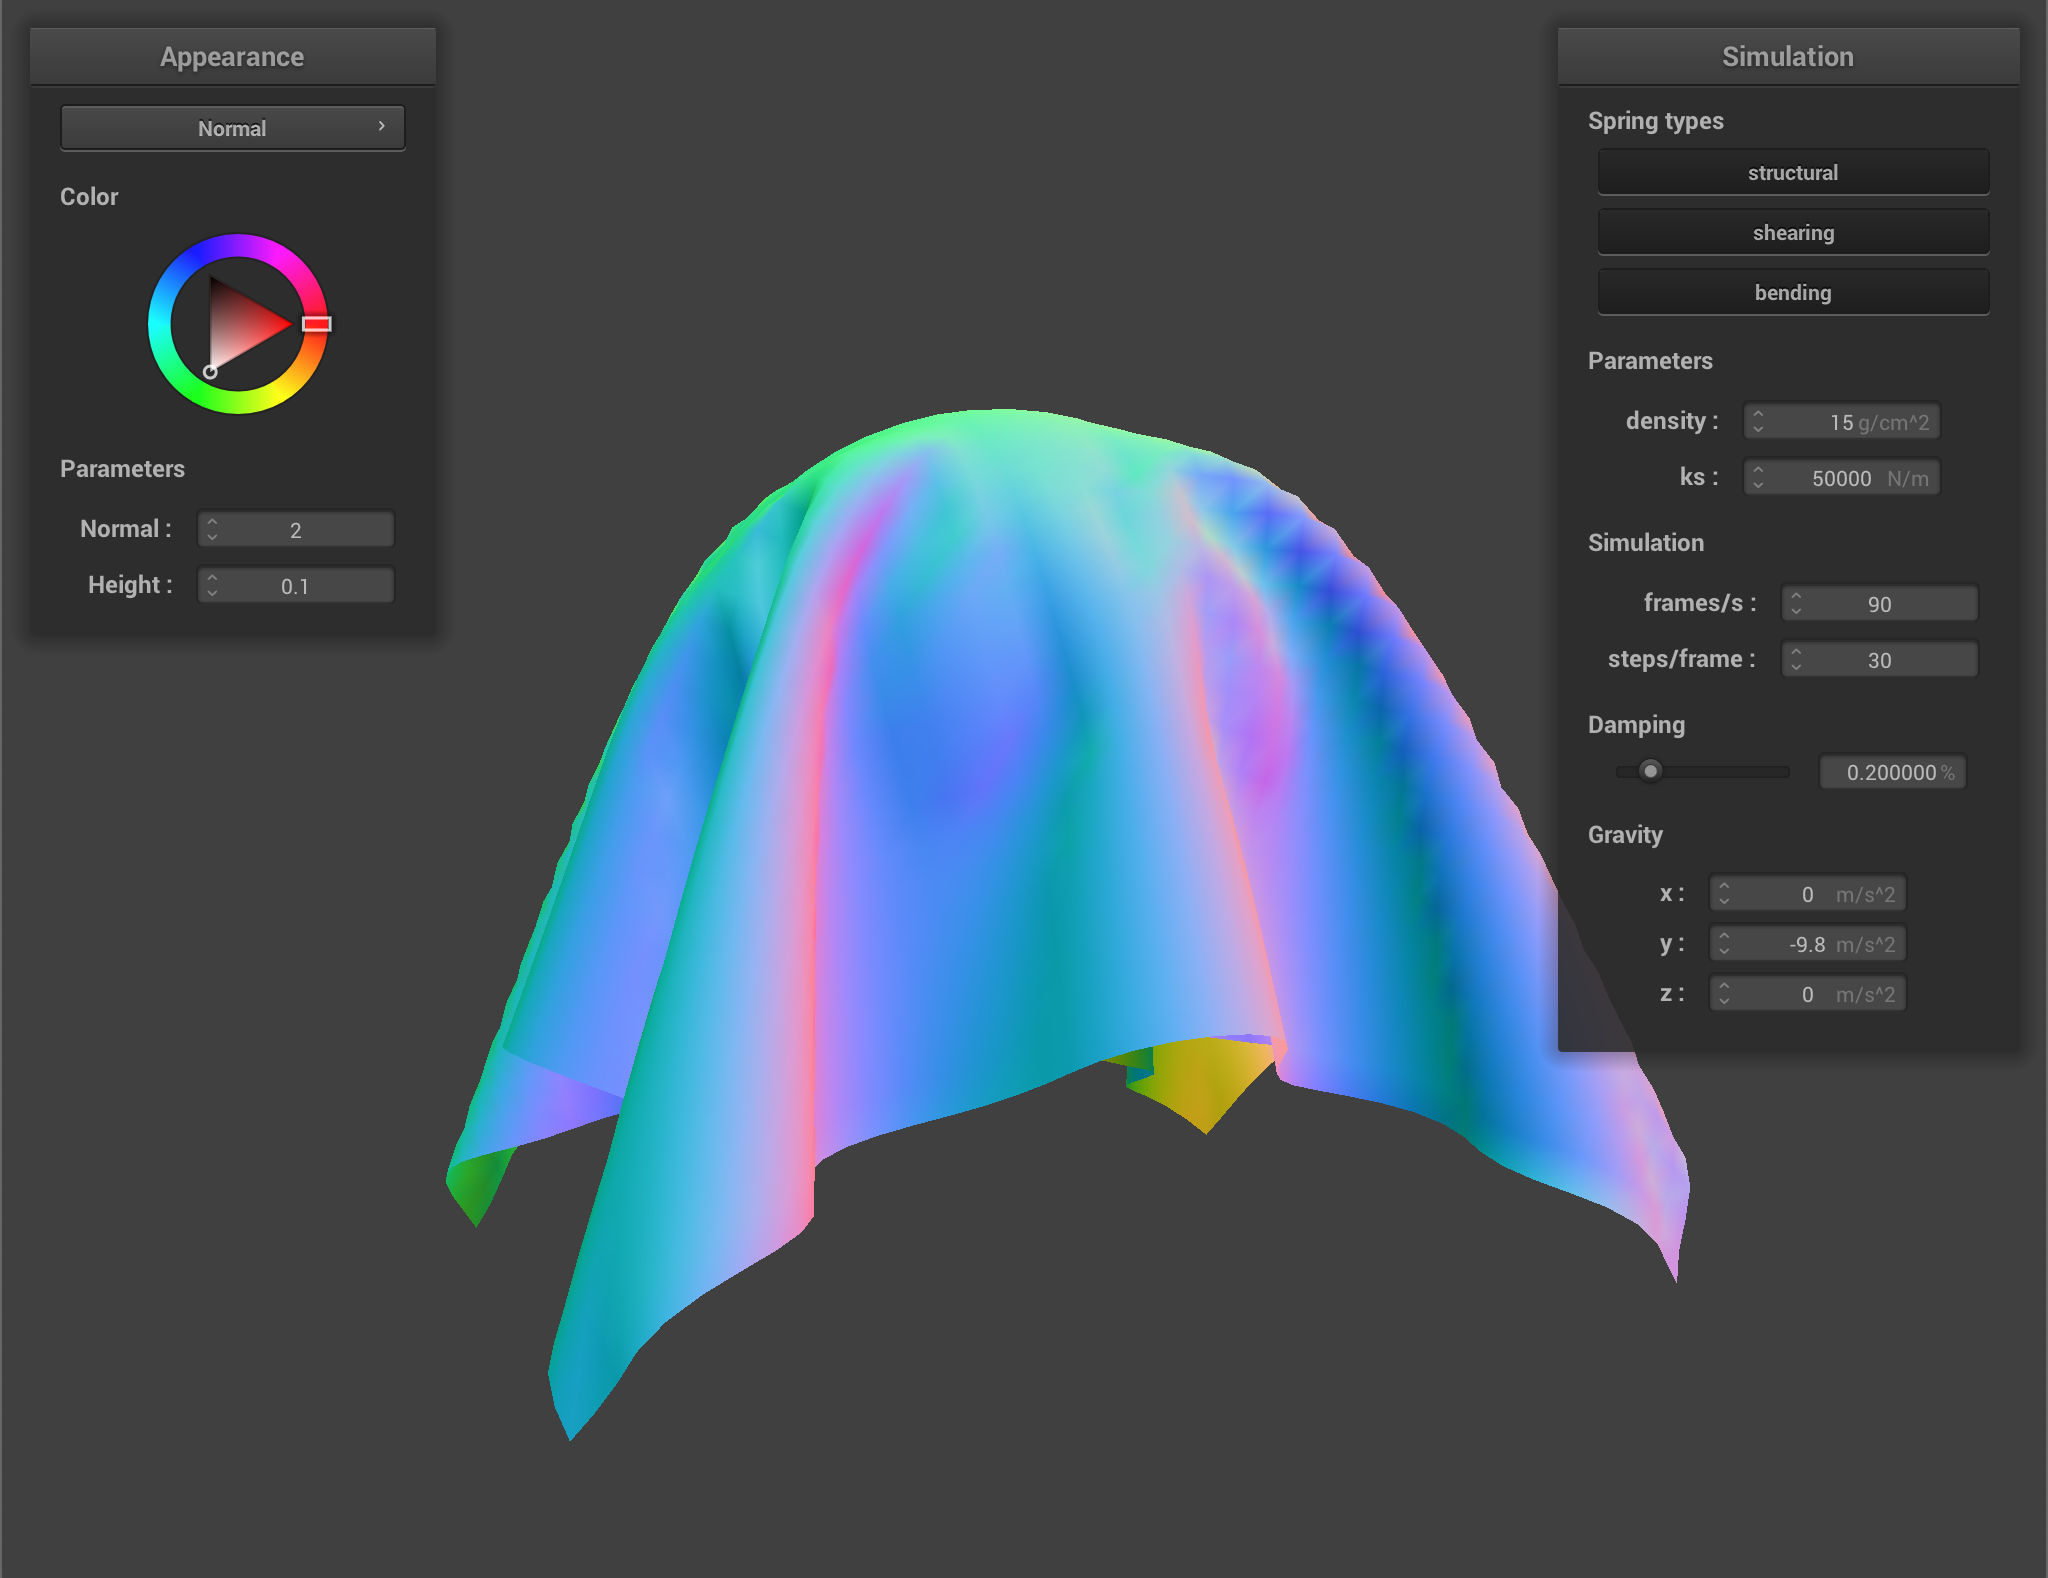 Appearance
Normal
Color
Parameters
Normal : 2
Height : 0.1
Simulation
Spring types
structural
shearing
bending
Parameters
density : 15 g/cm^2
ks : 50000 N/m
Simulation
frames/s : 90
steps/frame : 30
Damping
0.200000 %
Gravity
x : 0 m/s^2
y : -9.8 m/s^2
z : 0 m/s^2